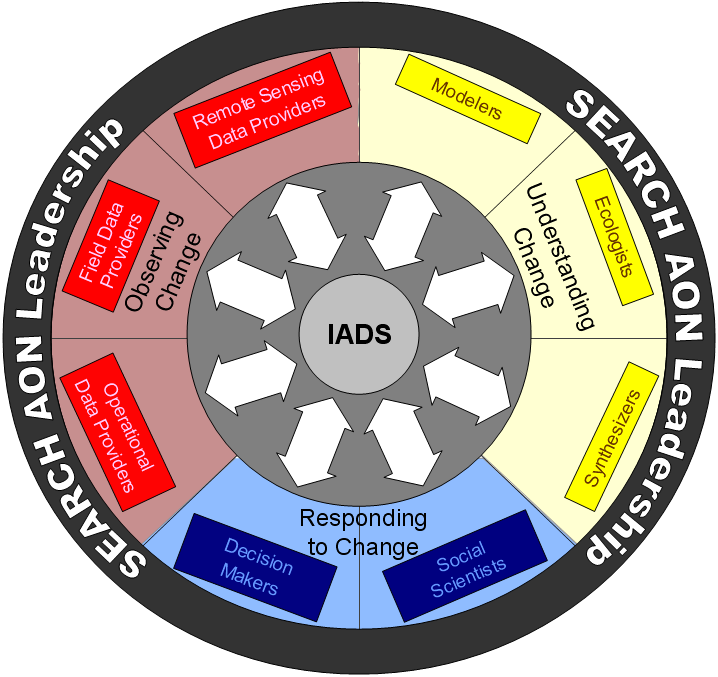 SEARCH AON Leadership
SEARCH AON Leadership
Remote Sensing
Data Providers
Modelers
Field Data
Providers
Observing
Change
Understanding
Change
Ecologists
IADS
Operational
Data Providers
Synthesizers
Responding
to Change
Decision
Makers
Social
Scientists